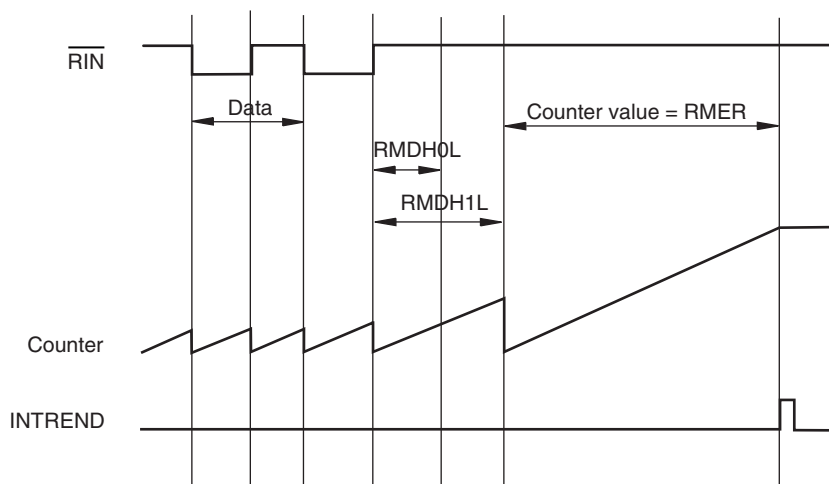 RIN
Data
Counter value = RMER
RMDH0L
RMDH1L
Counter
INTREND